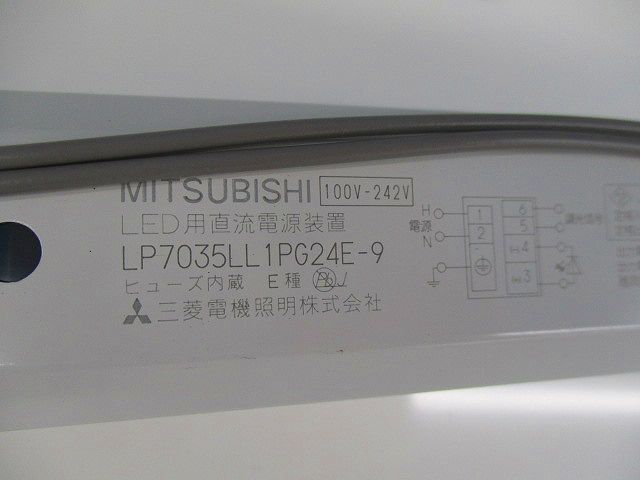 MITSUBISHI 100V-242V
LED用直流電源装置
LP7035LL1PG24E-9
ヒューズ内蔵 E種
三菱電機照明株式会社
H
電源
N
1
2
6
5
4
3